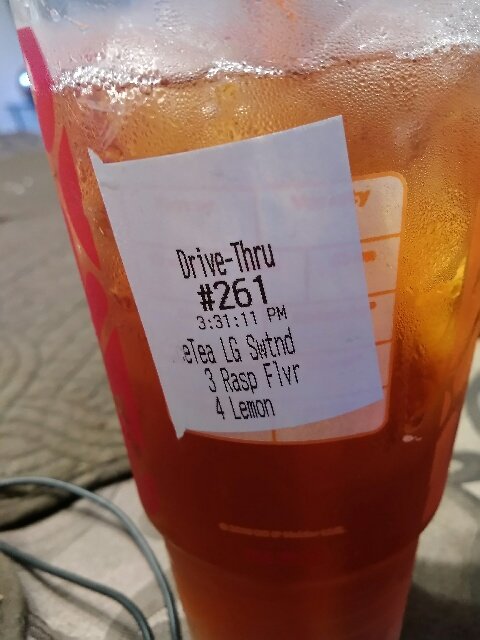 Drive-Thru
#261
3:31:11 PM
eTea LG Swtnd
3 Rasp Flvr
4 Lemon